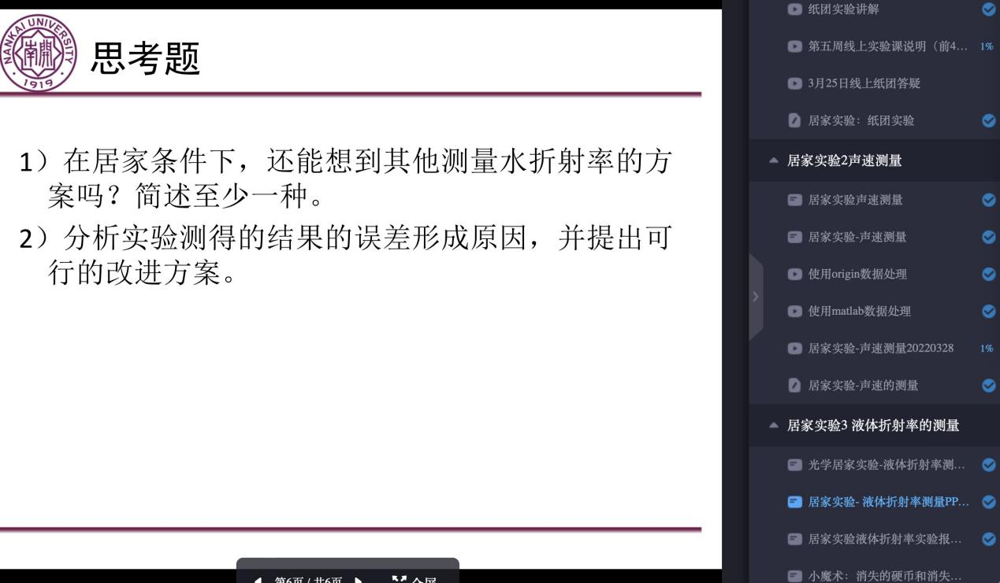 NANKAI UNIVERSITY
南開
1919
思考题
1）在居家条件下，还能想到其他测量水折射率的方
案吗？简述至少一种。
2）分析实验测得的结果的误差形成原因，并提出可
行的改进方案。
第6页 / 共6页
全屏
纸团实验讲解
第五周线上实验课说明（前4... 1%
3月25日线上纸团答疑
居家实验：纸团实验
居家实验2声速测量
居家实验声速测量
居家实验-声速测量
使用origin数据处理
使用matlab数据处理
居家实验-声速测量20220328 1%
居家实验-声速的测量
居家实验3 液体折射率的测量
光学居家实验-液体折射率测...
居家实验- 液体折射率测量PP...
居家实验液体折射率实验报...
小魔术：消失的硬币和消失...